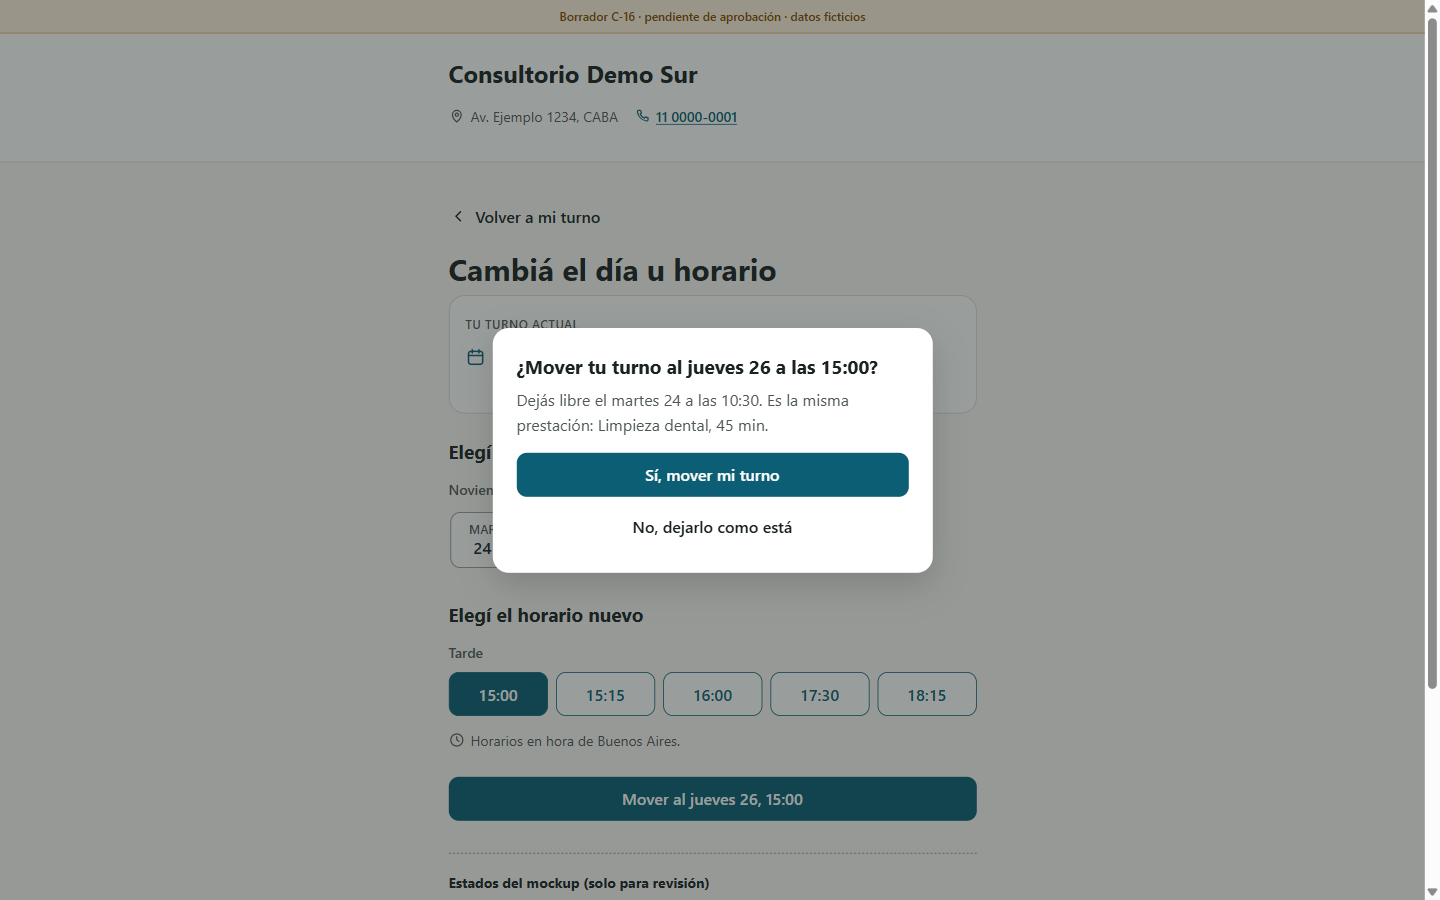 Borrador C-16 · pendiente de aprobación · datos ficticios
Consultorio Demo Sur
Av. Ejemplo 1234, CABA 11 0000-0001
Volver a mi turno
Cambiá el día u horario
TU TURNO ACTUAL
¿Mover tu turno al jueves 26 a las 15:00?
Dejás libre el martes 24 a las 10:30. Es la misma
prestación: Limpieza dental, 45 min.
Sí, mover mi turno
No, dejarlo como está
Elegí
24
Elegí el horario nuevo
Tarde
15:00 15:15 16:00 17:30 18:15
Horarios en hora de Buenos Aires.
Mover al jueves 26, 15:00
Estados del mockup (solo para revisión)